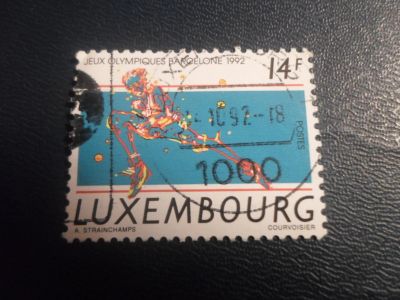 JEUX OLYMPIQUES BARCELONE 1992
14F
10.92-18
POSTES
1000
LUXEMBOURG
A. STRAINCHAMPS
COURVOISIER